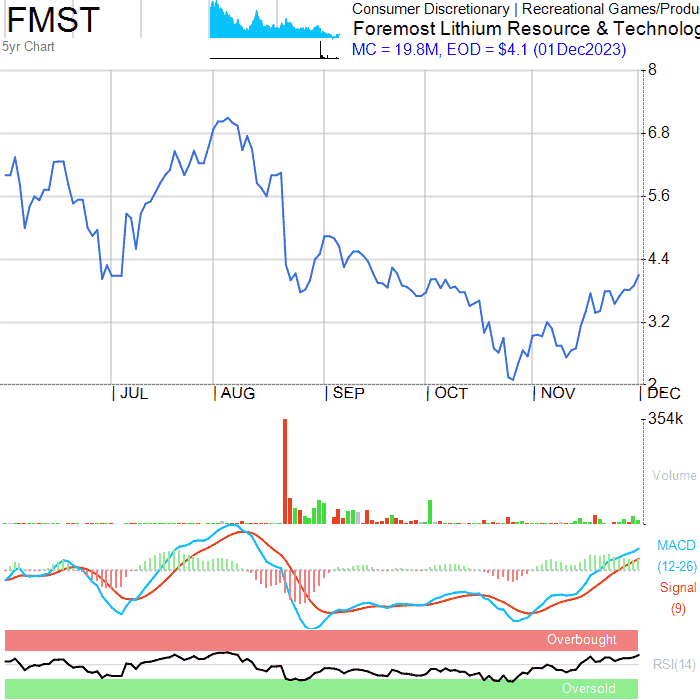 FMST
Consumer Discretionary | Recreational Games/Produ
5yr Chart
Foremost Lithium Resource & Technolog
MC = 19.8M, EOD = $4.1 (01Dec2023)
8
6.8
5.6
4.4
3.2
2
JUL AUG SEP OCT NOV DEC
354k
Volume
MACD
(12-26)
Signal
(9)
Overbought
RSI(14)
Oversold